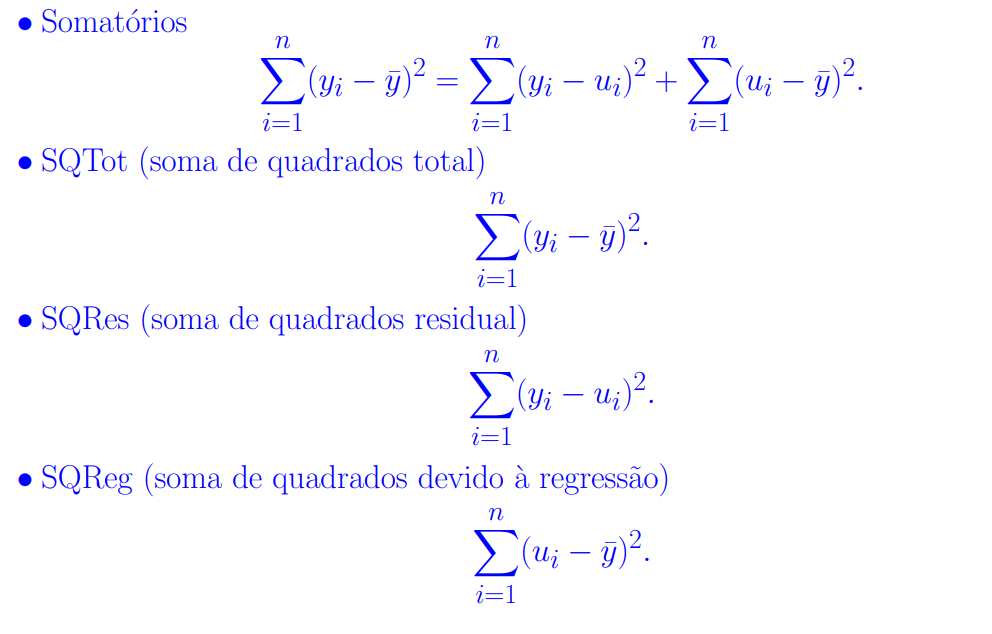 • Somatórios
$$\sum_{i=1}^{n}(y_i - \bar{y})^2 = \sum_{i=1}^{n}(y_i - u_i)^2 + \sum_{i=1}^{n}(u_i - \bar{y})^2.$$
• SQTot (soma de quadrados total)
$$\sum_{i=1}^{n}(y_i - \bar{y})^2.$$
• SQRes (soma de quadrados residual)
$$\sum_{i=1}^{n}(y_i - u_i)^2.$$
• SQReg (soma de quadrados devido à regressão)
$$\sum_{i=1}^{n}(u_i - \bar{y})^2.$$